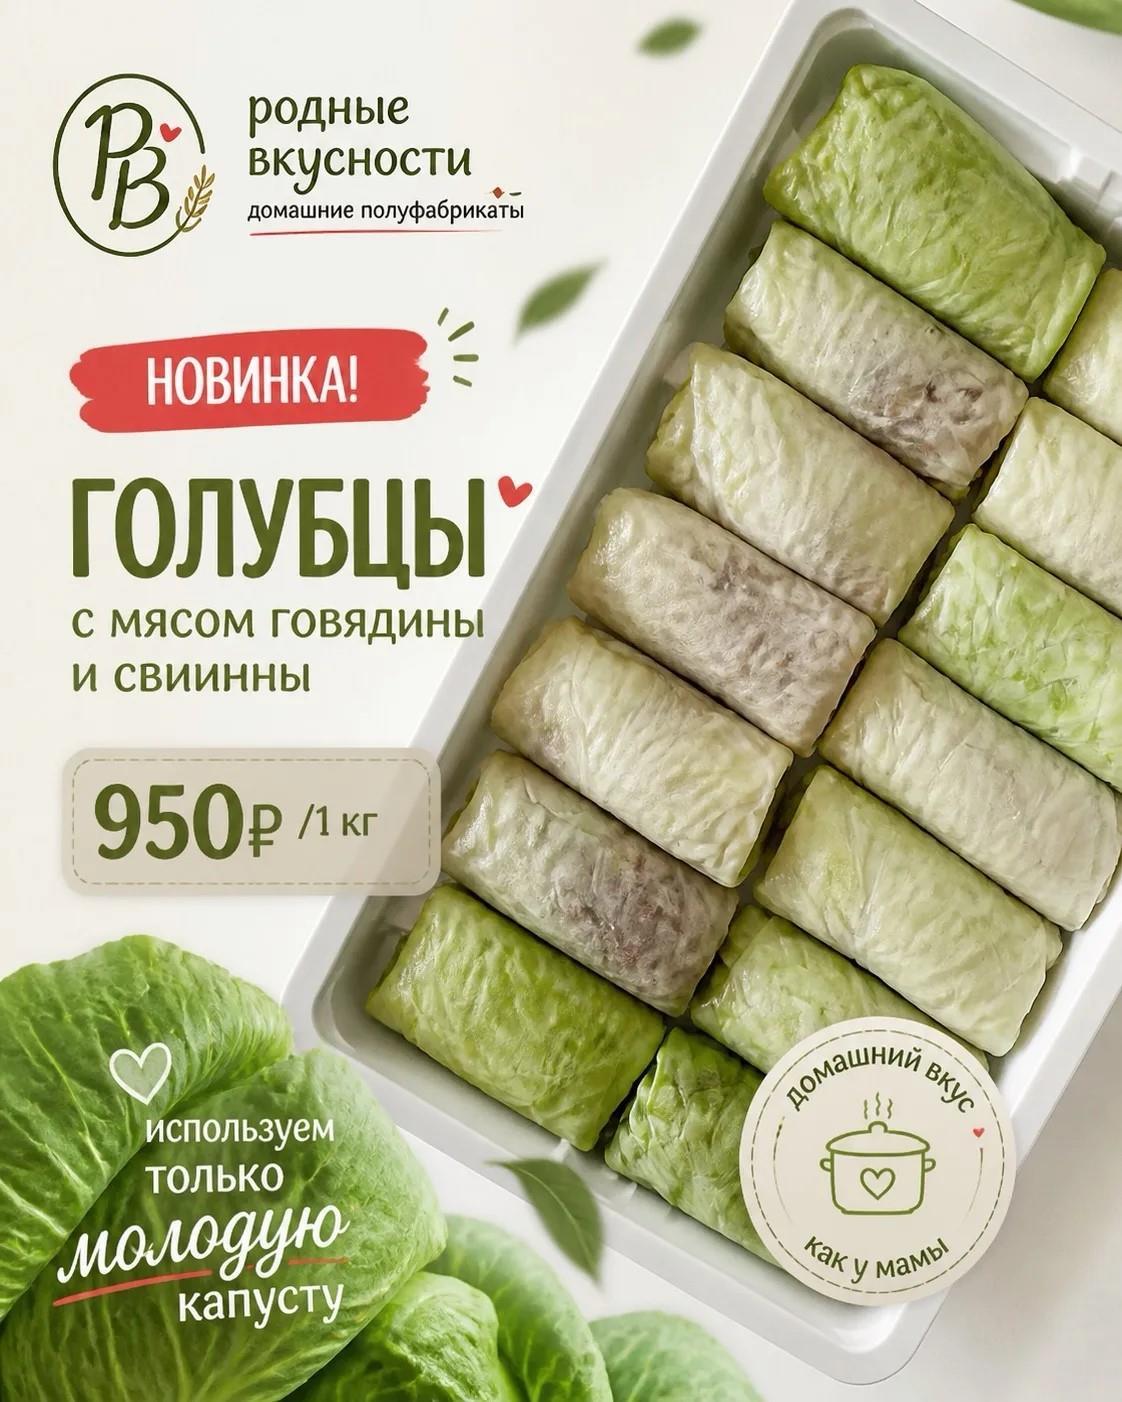 РВ
родные
вкусности
домашние полуфабрикаты
НОВИНКА!
ГОЛУБЦЫ
с мясом говядины
и свиинны
950₽ /1 кг
используем
только
молодую
капусту
домашний вкус
как у мамы